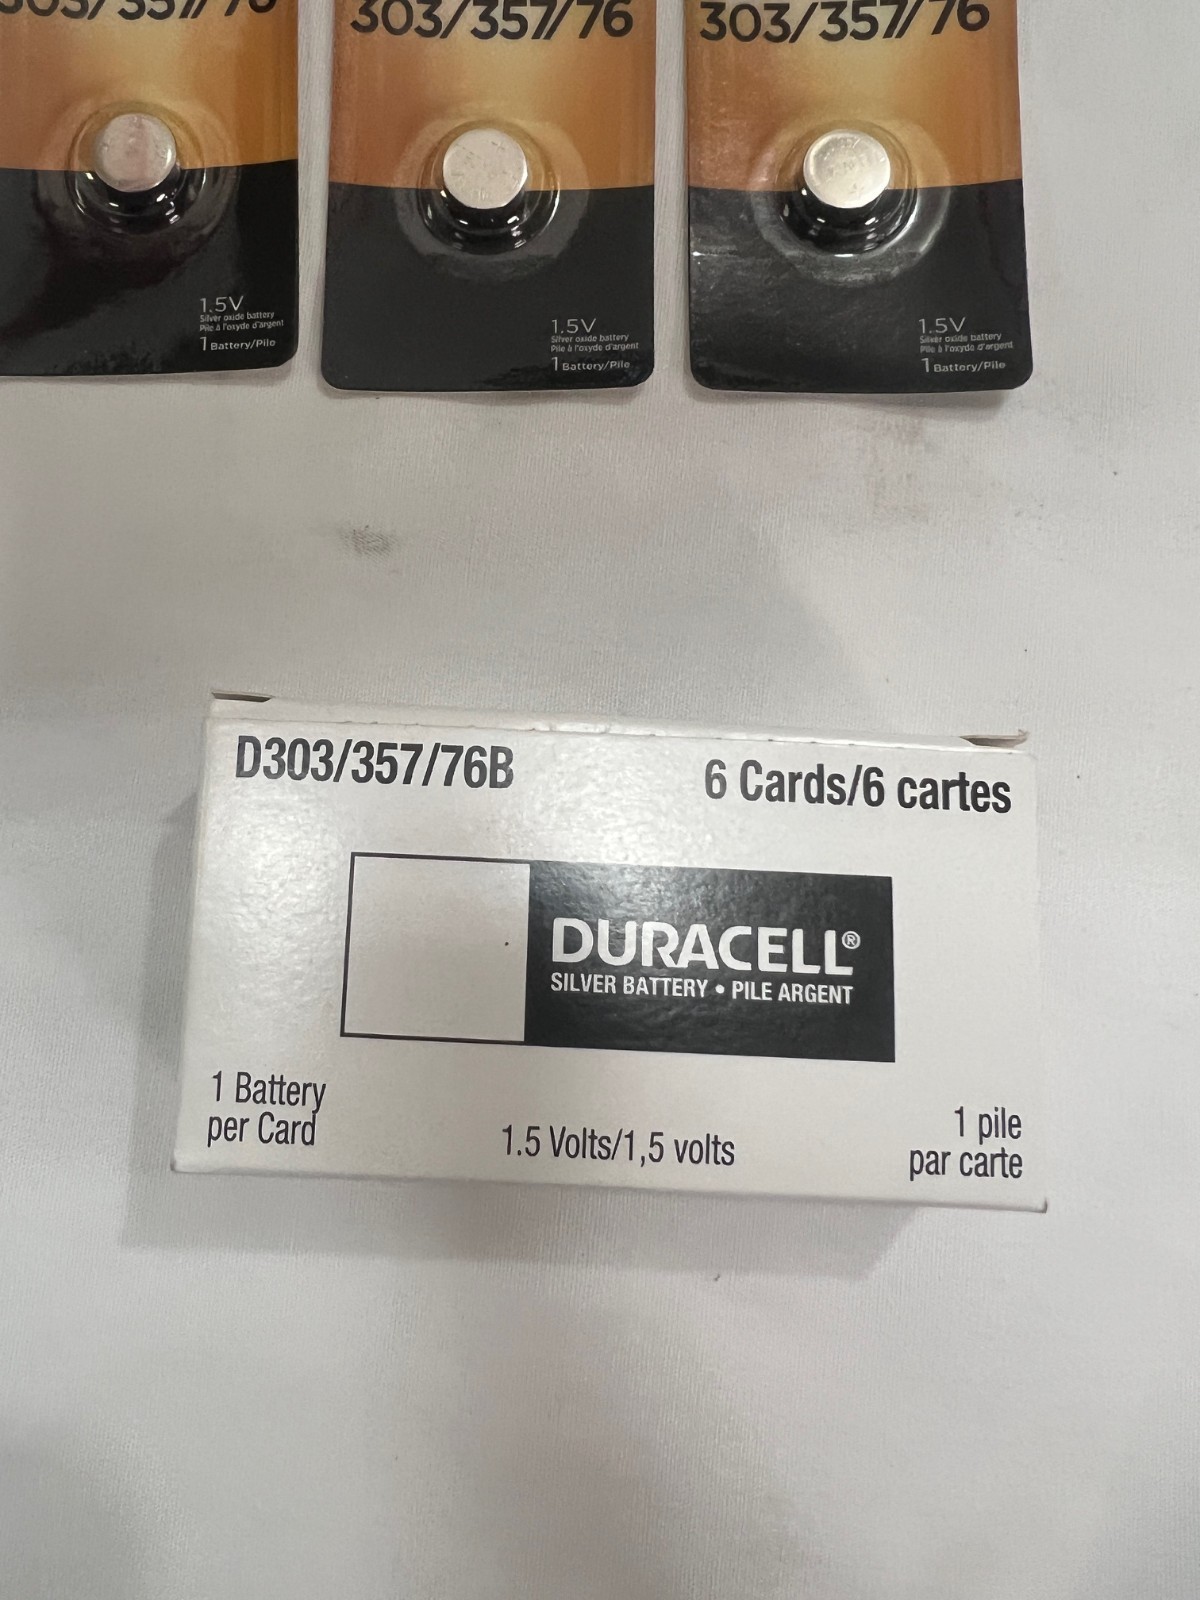 303/357/76
303/357/76
303/357/76
1.5V
Silver oxide battery
Pile à l'oxyde d'argent
1 Battery/Pile
1.5V
Silver oxide battery
Pile à l'oxyde d'argent
1 Battery/Pile
1.5V
Silver oxide battery
Pile à l'oxyde d'argent
1 Battery/Pile
D303/357/76B
6 Cards/6 cartes
DURACELL®
SILVER BATTERY • PILE ARGENT
1 Battery
per Card
1.5 Volts/1,5 volts
1 pile
par carte